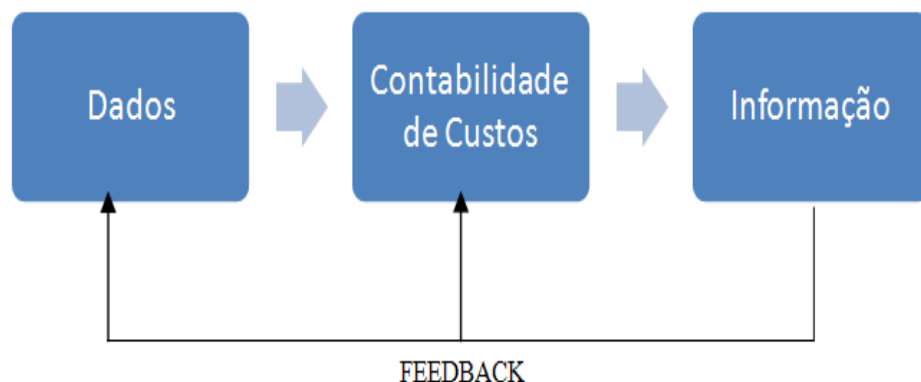 Dados
Contabilidade
de Custos
Informação
FEEDBACK